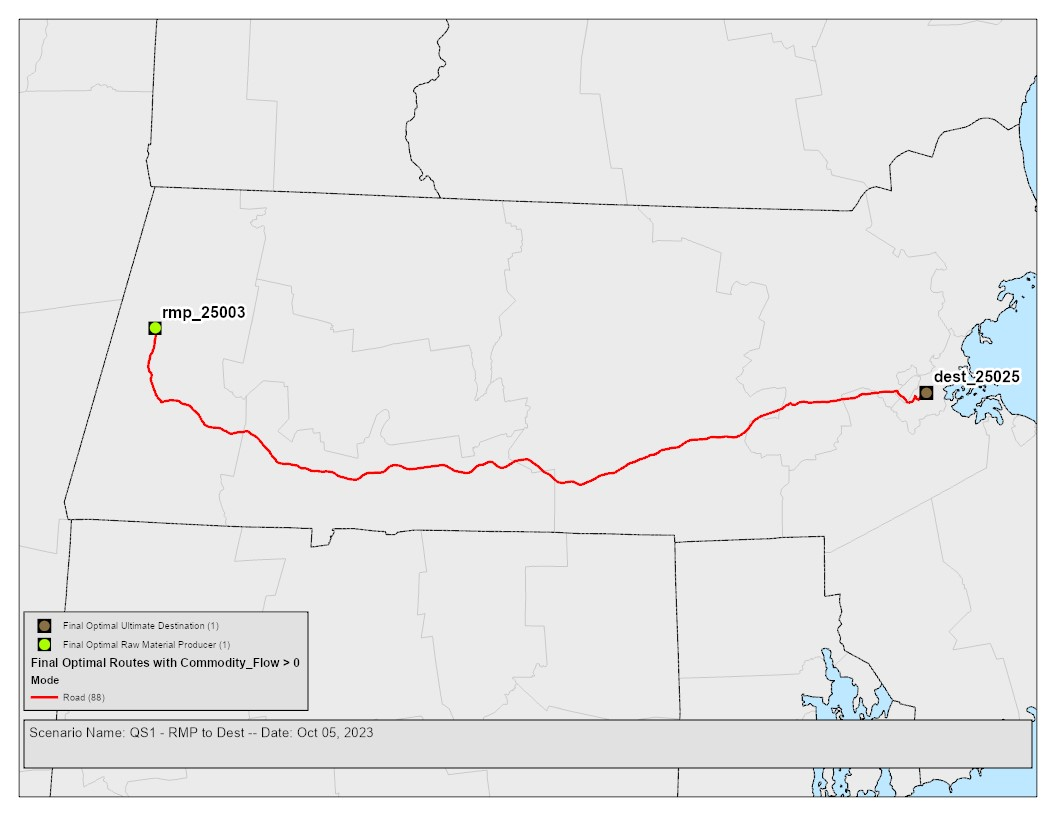 rmp_25003
dest_25025
Final Optimal Ultimate Destination (1)
Final Optimal Raw Material Producer (1)
Final Optimal Routes with Commodity_Flow > 0
Mode
Road (88)
Scenario Name: QS1 - RMP to Dest -- Date: Oct 05, 2023